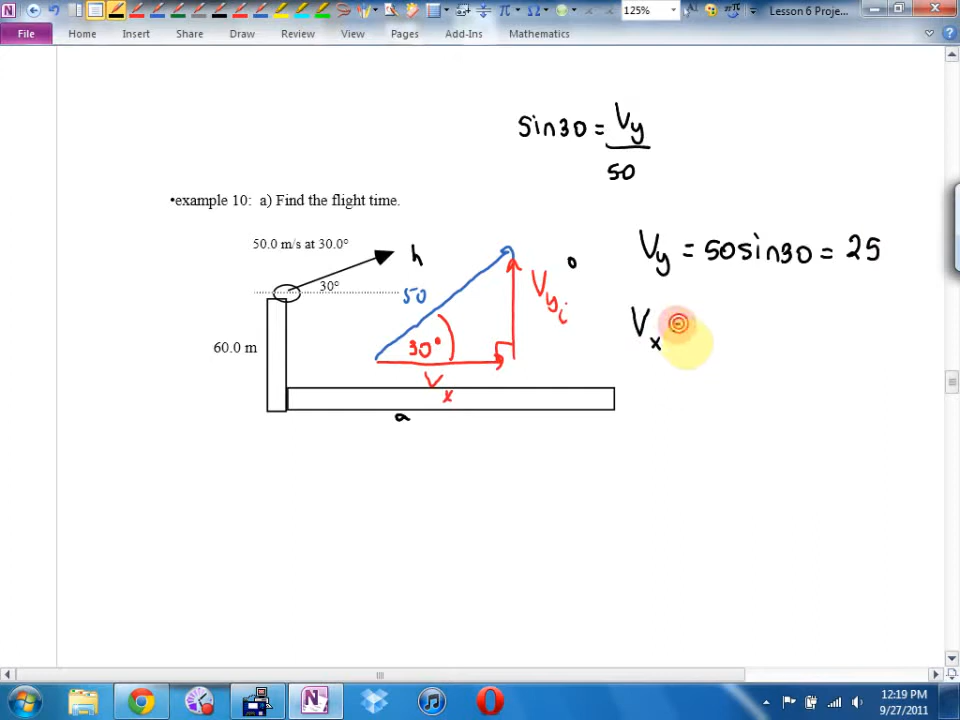 125%
Lesson 6 Proje...
File Home Insert Share Draw Review View Pages Add-Ins Mathematics
sin30 = Vy
50
•example 10: a) Find the flight time.
50.0 m/s at 30.0°
h
o
30°
50
Vyi
Vy = 50sin30 = 25
60.0 m
30°
Vx
Vx
a
12:19 PM
9/27/2011